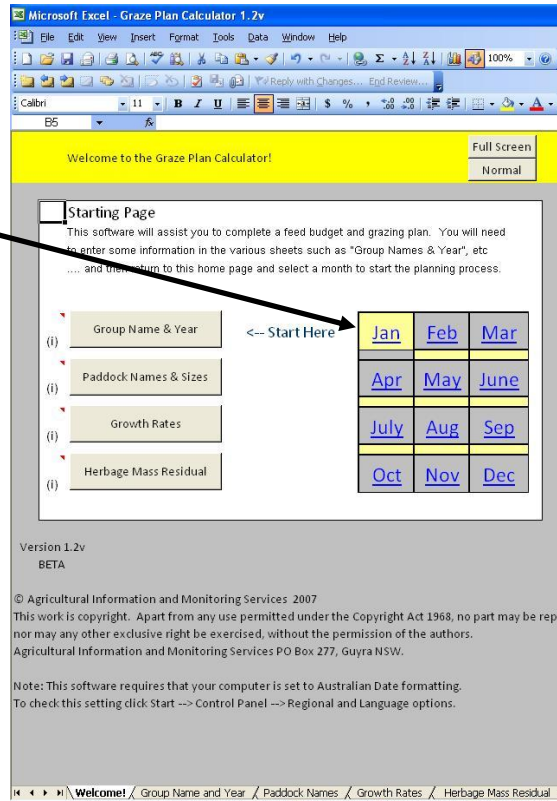 Microsoft Excel - Graze Plan Calculator 1.2v
File Edit View Insert Format Tools Data Window Help
100%
Reply with Changes... End Review...
Calibri 11 B I U $ % ,
B5 fx
Welcome to the Graze Plan Calculator!
Full Screen
Normal
Starting Page
This software will assist you to complete a feed budget and grazing plan. You will need
to enter some information in the various sheets such as "Group Names & Year", etc
.... and then return to this home page and select a month to start the planning process.
(i) Group Name & Year <-- Start Here Jan Feb Mar
(i) Paddock Names & Sizes Apr May June
(i) Growth Rates July Aug Sep
(i) Herbage Mass Residual Oct Nov Dec
Version 1.2v
BETA
© Agricultural Information and Monitoring Services 2007
This work is copyright. Apart from any use permitted under the Copyright Act 1968, no part may be rep
nor may any other exclusive right be exercised, without the permission of the authors.
Agricultural Information and Monitoring Services PO Box 277, Guyra NSW.
Note: This software requires that your computer is set to Australian Date formatting.
To check this setting click Start --> Control Panel --> Regional and Language options.
Welcome! Group Name and Year Paddock Names Growth Rates Herbage Mass Residual